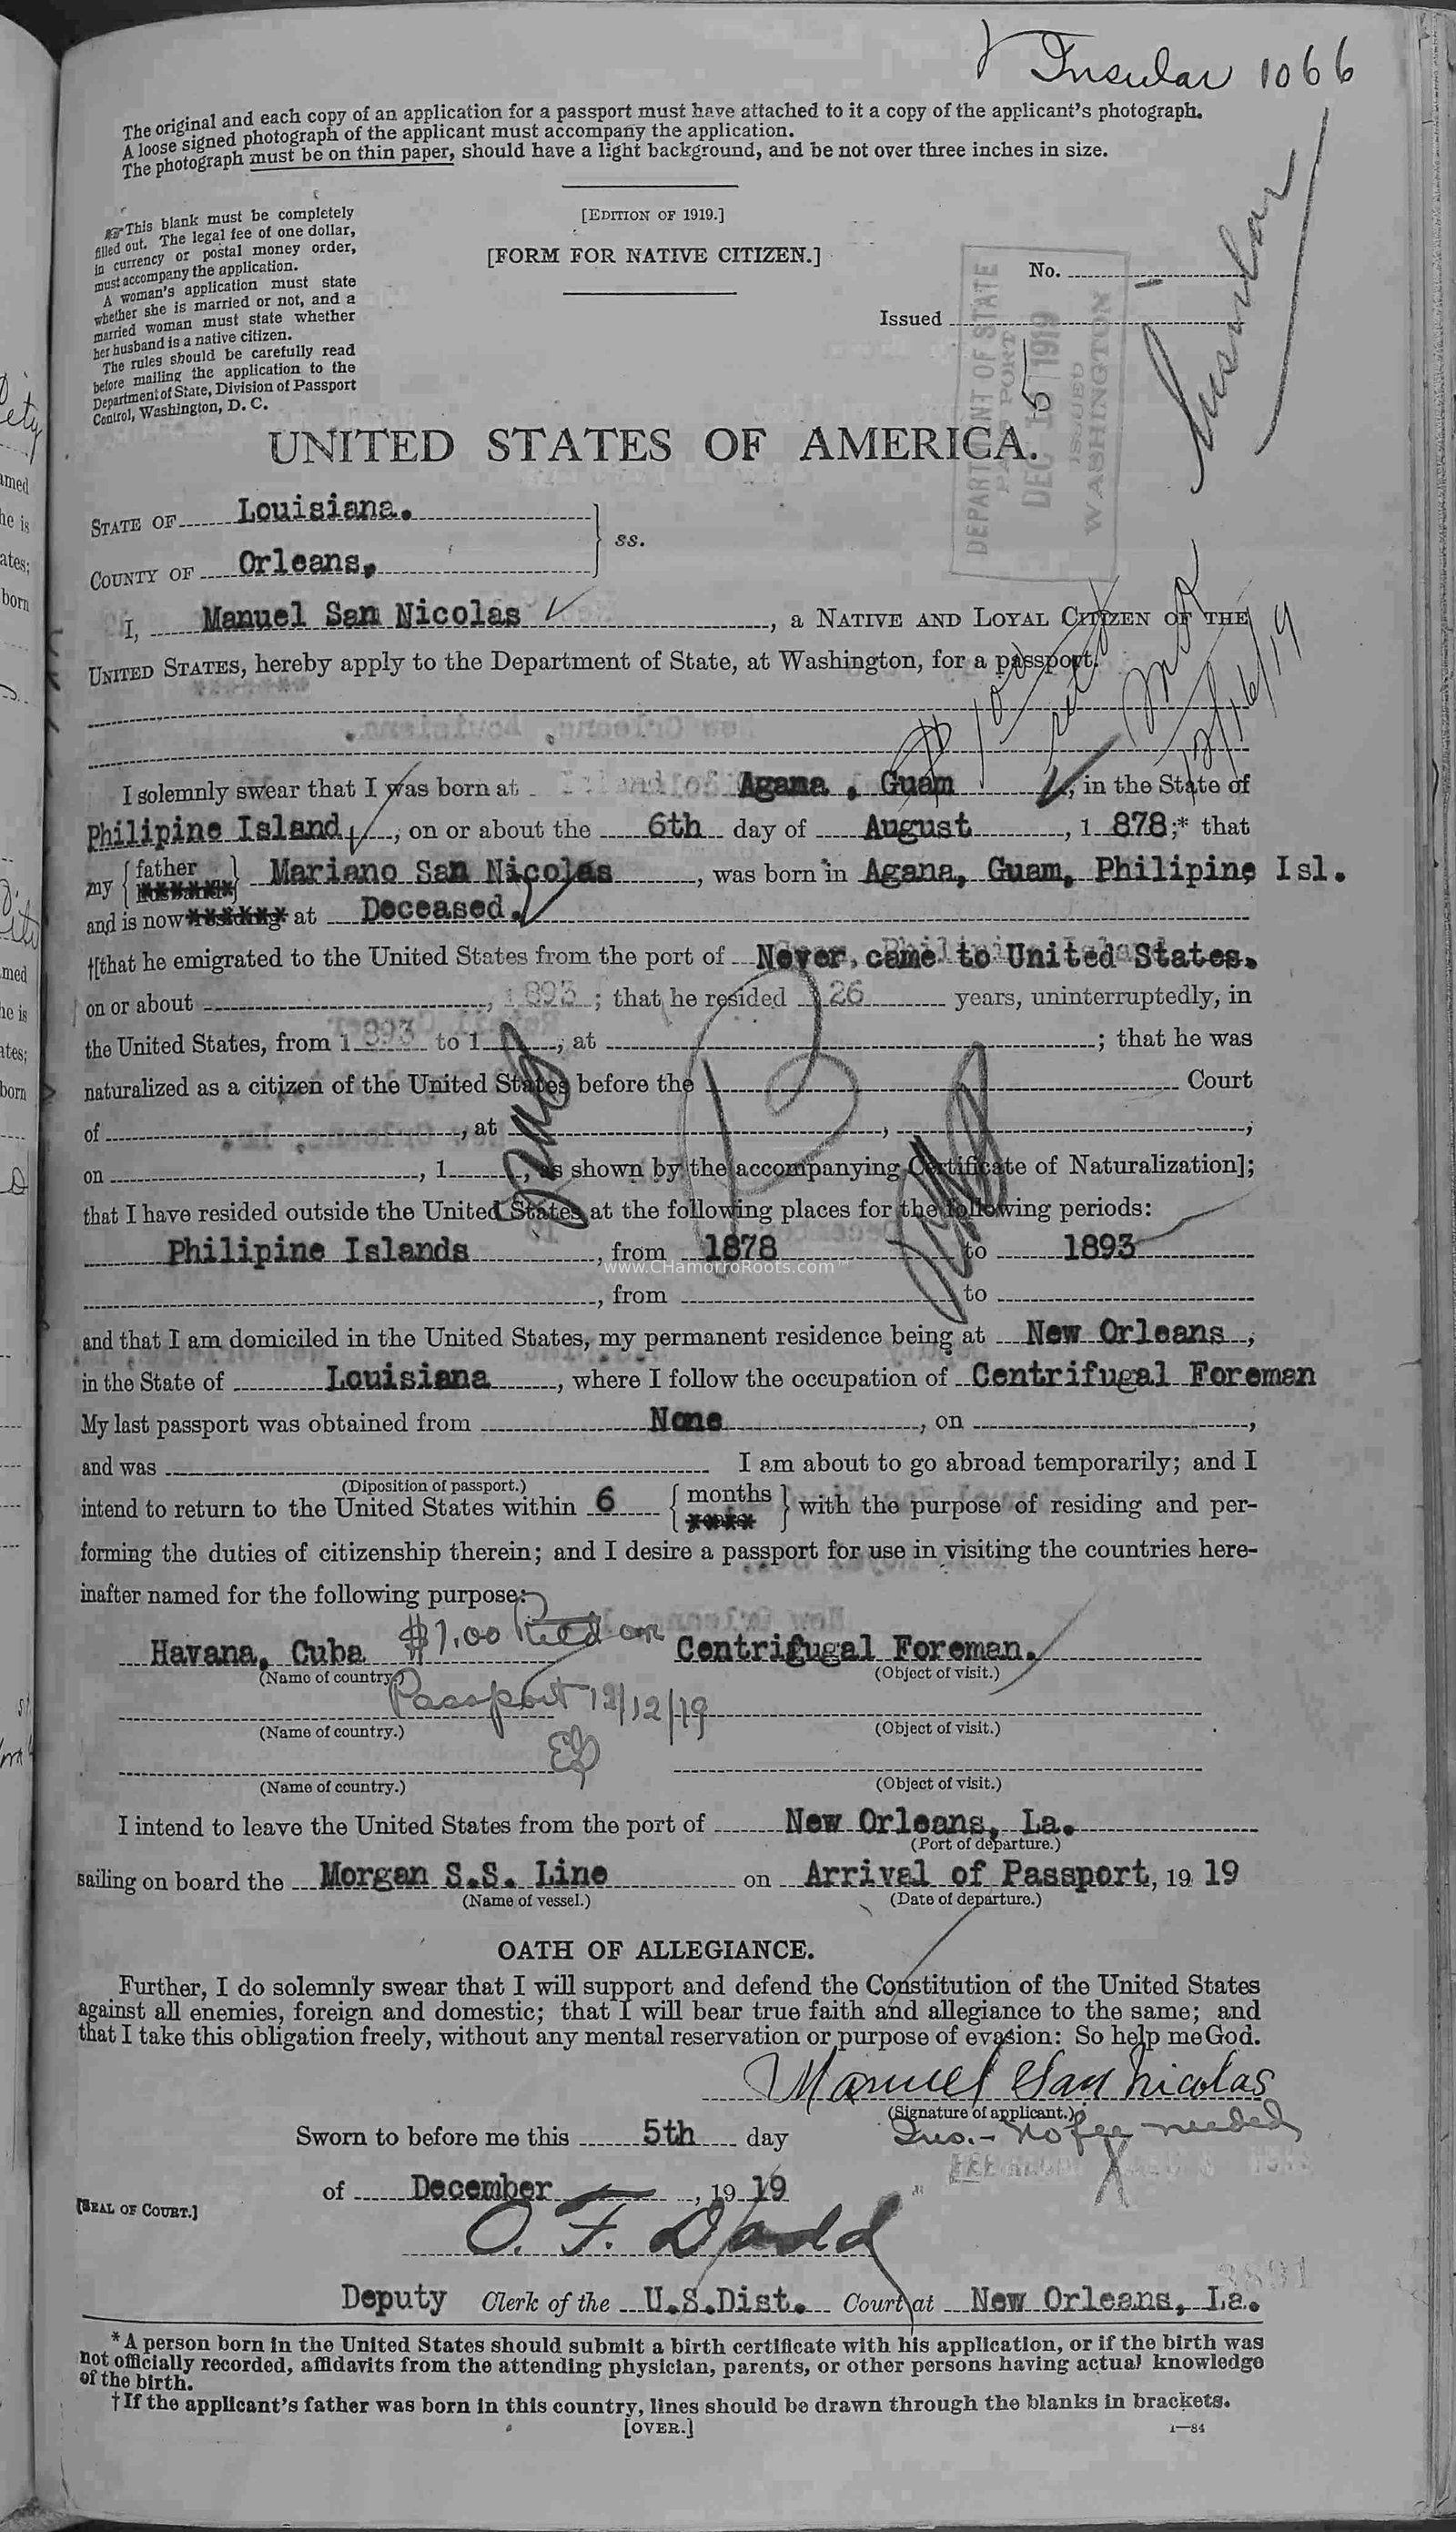 Insular 1066
The original and each copy of an application for a passport must have attached to it a copy of the applicant's photograph.
A loose signed photograph of the applicant must accompany the application.
The photograph must be on thin paper, should have a light background, and be not over three inches in size.
This blank must be completely
filled out. The legal fee of one dollar,
in currency or postal money order,
must accompany the application.
A woman's application must state
whether she is married or not, and a
married woman must state whether
her husband is a native citizen.
The rules should be carefully read
before mailing the application to the
Department of State, Division of Passport
Control, Washington, D. C.
[EDITION OF 1919.]
[FORM FOR NATIVE CITIZEN.]
No.
Issued
DEPARTMENT OF STATE
PASSPORT
DEC 15 1919
ISSUED
WASHINGTON
Insular
UNITED STATES OF AMERICA.
STATE OF Louisiana.
COUNTY OF Orleans,
ss.
I, Manuel San Nicolas, a NATIVE AND LOYAL CITIZEN OF THE
UNITED STATES, hereby apply to the Department of State, at Washington, for a passport.
12/16/19
I solemnly swear that I was born at Agana, Guam, in the State of
Philipine Island, on or about the 6th day of August, 1 878;* that
my { father } Mariano San Nicolas, was born in Agana, Guam, Philipine Isl.
and is now at Deceased.
†[that he emigrated to the United States from the port of Never came to United States.
on or about , 1893 ; that he resided 26 years, uninterruptedly, in
the United States, from 1 893 to 1 , at ; that he was
naturalized as a citizen of the United States before the Court
of , at , ,
on , 1 , as shown by the accompanying Certificate of Naturalization];
that I have resided outside the United States at the following places for the following periods:
Philipine Islands, from 1878 to 1893
, from to
www.CHamorroRoots.com™
and that I am domiciled in the United States, my permanent residence being at New Orleans,
in the State of Louisiana, where I follow the occupation of Centrifugal Foreman
My last passport was obtained from None, on ,
and was I am about to go abroad temporarily; and I
(Diposition of passport.)
intend to return to the United States within 6 { months } with the purpose of residing and per-
forming the duties of citizenship therein; and I desire a passport for use in visiting the countries here-
inafter named for the following purpose:
Havana, Cuba $1.00 Recd on Centrifugal Foreman.
(Name of country.) (Object of visit.)
Passport 12/12/19
(Name of country.) (Object of visit.)
(Name of country.) (Object of visit.)
I intend to leave the United States from the port of New Orleans, La.
(Port of departure.)
sailing on board the Morgan S.S. Line on Arrival of Passport, 19 19
(Name of vessel.) (Date of departure.)
OATH OF ALLEGIANCE.
Further, I do solemnly swear that I will support and defend the Constitution of the United States
against all enemies, foreign and domestic; that I will bear true faith and allegiance to the same; and
that I take this obligation freely, without any mental reservation or purpose of evasion: So help me God.
Manuel San Nicolas
(Signature of applicant.)
Ins. - No fee needed
Sworn to before me this 5th day
of December, 19 19
[SEAL OF COURT.]
O. F. Dodd
Deputy Clerk of the U.S.Dist. Court at New Orleans, La.
*A person born in the United States should submit a birth certificate with his application, or if the birth was
not officially recorded, affidavits from the attending physician, parents, or other persons having actual knowledge
of the birth.
†If the applicant's father was born in this country, lines should be drawn through the blanks in brackets.
[OVER.]
1—84